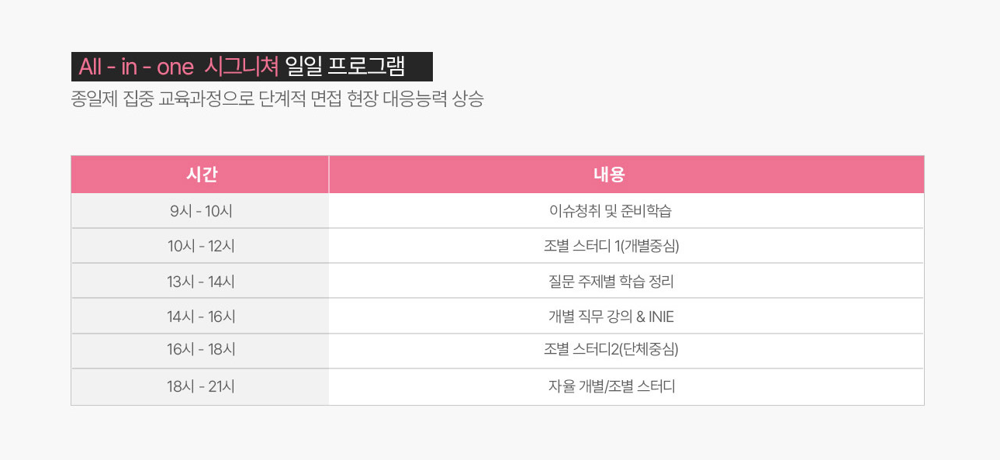 All - in - one 시그니쳐 일일 프로그램
종일제 집중 교육과정으로 단계적 면접 현장 대응능력 상승
시간 내용
9시 - 10시 이슈청취 및 준비학습
10시 - 12시 조별 스터디 1(개별중심)
13시 - 14시 질문 주제별 학습 정리
14시 - 16시 개별 직무 강의 & INIE
16시 - 18시 조별 스터디2(단체중심)
18시 - 21시 자율 개별/조별 스터디